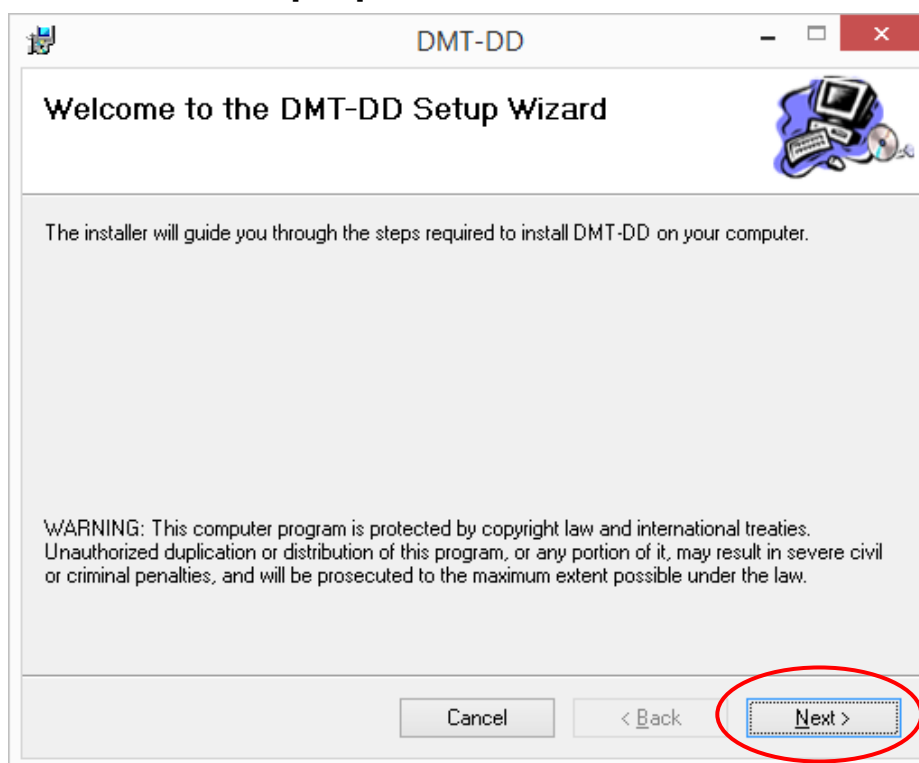 DMT-DD
Welcome to the DMT-DD Setup Wizard
The installer will guide you through the steps required to install DMT-DD on your computer.
WARNING: This computer program is protected by copyright law and international treaties.
Unauthorized duplication or distribution of this program, or any portion of it, may result in severe civil
or criminal penalties, and will be prosecuted to the maximum extent possible under the law.
Cancel
< Back
Next >